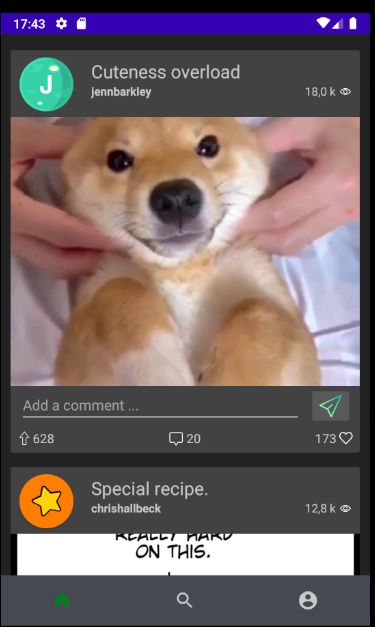 17:43
J
Cuteness overload
jennbarkley
18,0 k
Add a comment ...
628
20
173
Special recipe.
chrishallbeck
12,8 k
REALLY HARD
ON THIS.